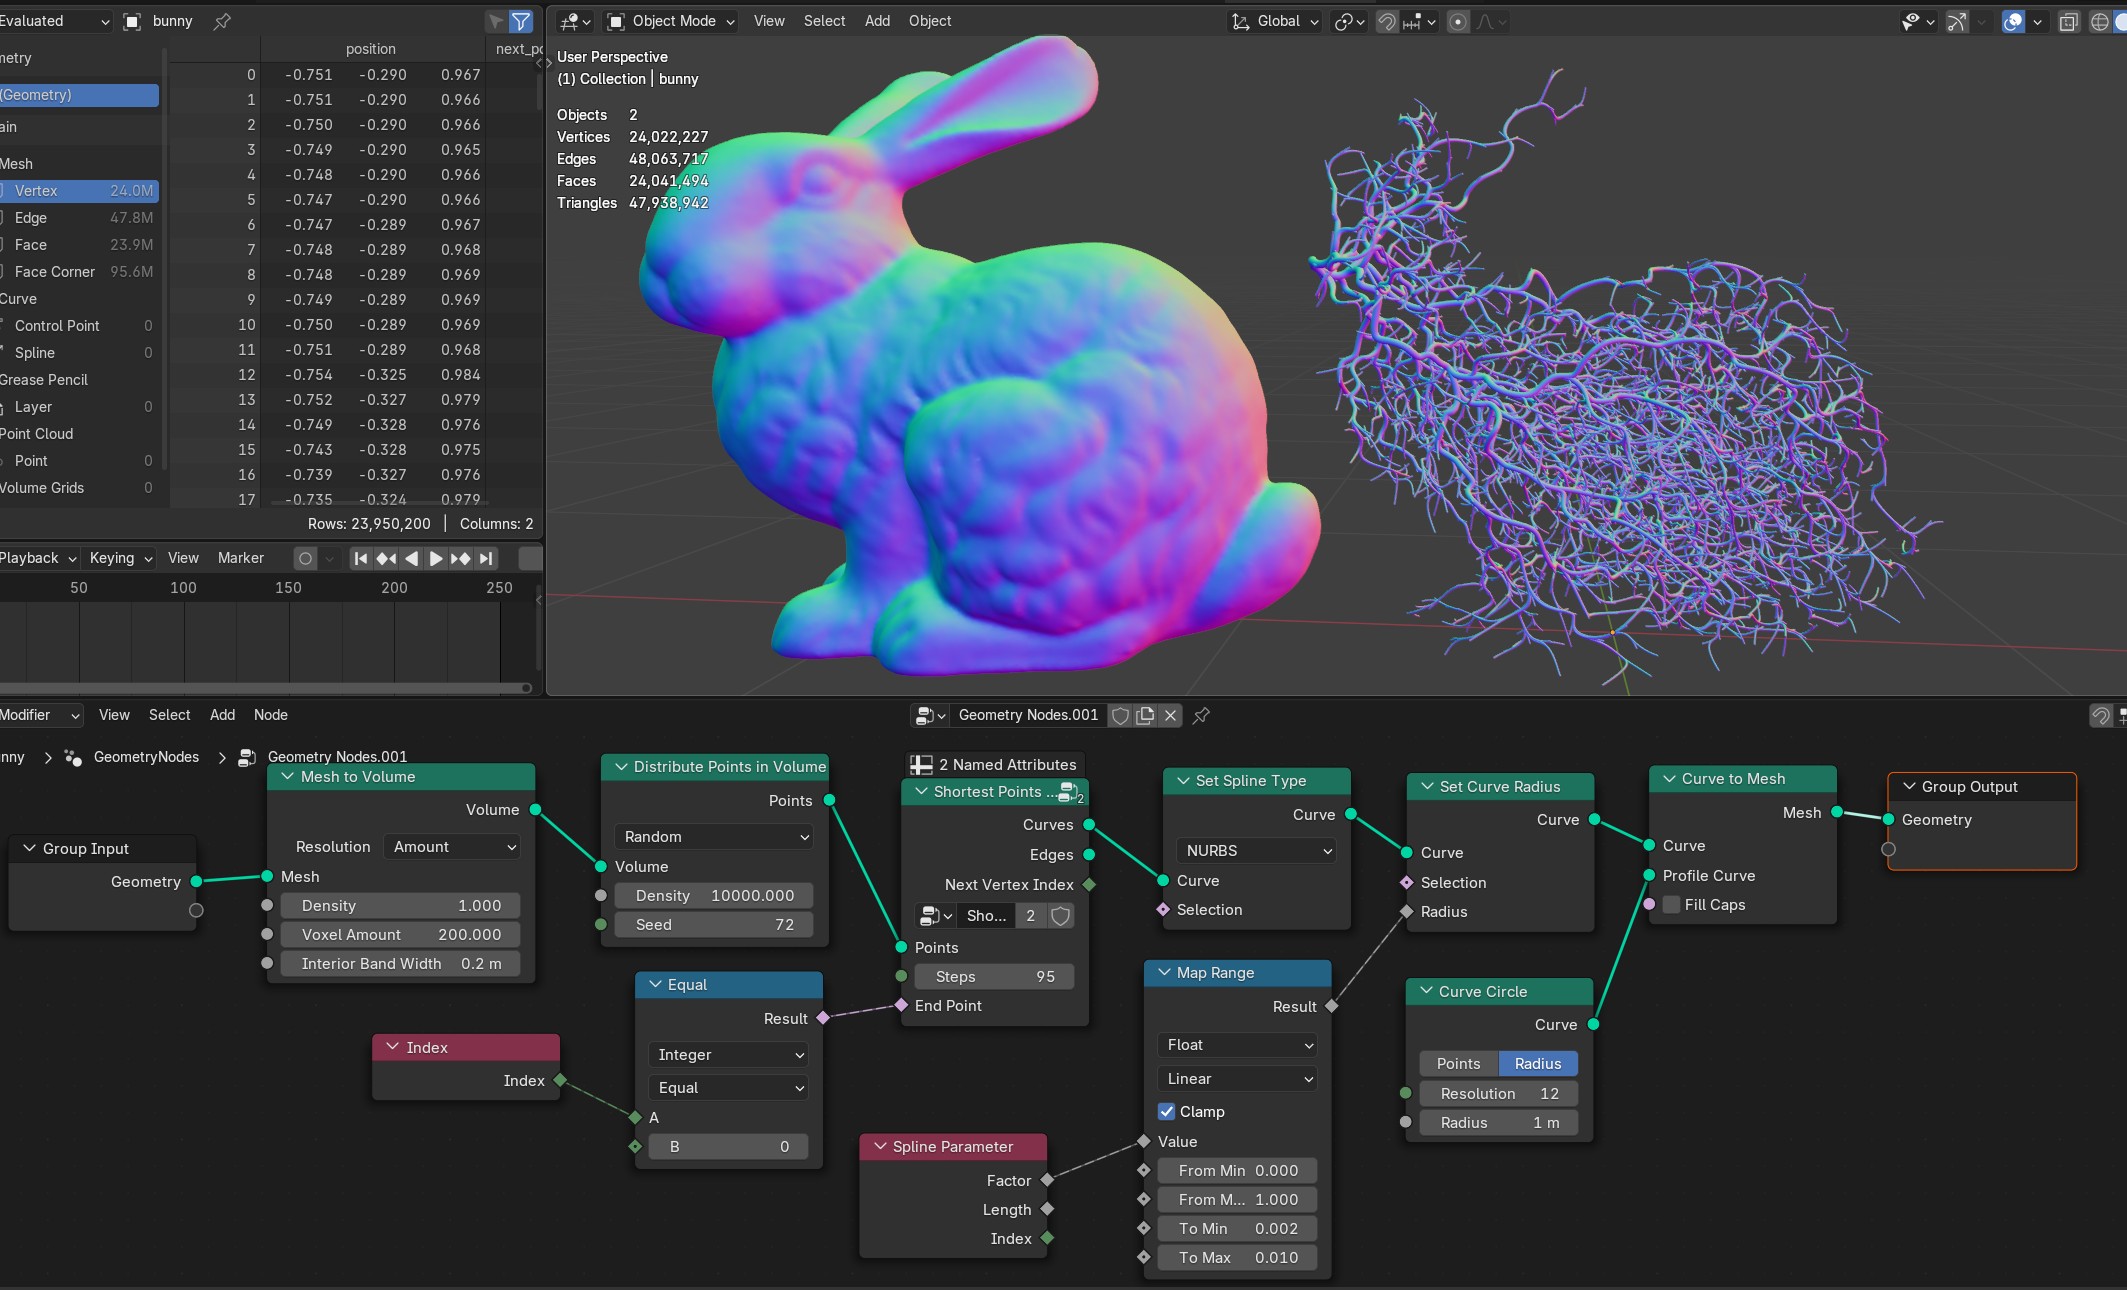 Evaluated bunny
Object Mode View Select Add Object Global
metry
(Geometry)
ain
Mesh
Vertex 24.0M
Edge 47.8M
Face 23.9M
Face Corner 95.6M
Curve
Control Point 0
Spline 0
Grease Pencil
Layer 0
Point Cloud
Point 0
Volume Grids 0
position next_po
0 -0.751 -0.290 0.967
1 -0.751 -0.290 0.966
2 -0.750 -0.290 0.966
3 -0.749 -0.290 0.965
4 -0.748 -0.290 0.966
5 -0.747 -0.290 0.966
6 -0.747 -0.289 0.967
7 -0.748 -0.289 0.968
8 -0.748 -0.289 0.969
9 -0.749 -0.289 0.969
10 -0.750 -0.289 0.969
11 -0.751 -0.289 0.968
12 -0.754 -0.325 0.984
13 -0.752 -0.327 0.979
14 -0.749 -0.328 0.976
15 -0.743 -0.328 0.975
16 -0.739 -0.327 0.976
17 -0.735 -0.324 0.979
Rows: 23,950,200 | Columns: 2
User Perspective
(1) Collection | bunny
Objects 2
Vertices 24,022,227
Edges 48,063,717
Faces 24,041,494
Triangles 47,938,942
Playback Keying View Marker
50 100 150 200 250
Modifier View Select Add Node Geometry Nodes.001
nny > GeometryNodes > Geometry Nodes.001
Group Input
Geometry
Mesh to Volume
Volume
Resolution Amount
Mesh
Density 1.000
Voxel Amount 200.000
Interior Band Width 0.2 m
Distribute Points in Volume
Points
Random
Volume
Density 10000.000
Seed 72
Index
Index
Equal
Result
Integer
Equal
A
B 0
2 Named Attributes
Shortest Points ... 2
Curves
Edges
Next Vertex Index
Sho... 2
Points
Steps 95
End Point
Spline Parameter
Factor
Length
Index
Set Spline Type
Curve
NURBS
Curve
Selection
Map Range
Result
Float
Linear
Clamp
Value
From Min 0.000
From M... 1.000
To Min 0.002
To Max 0.010
Set Curve Radius
Curve
Curve
Selection
Radius
Curve Circle
Curve
Points Radius
Resolution 12
Radius 1 m
Curve to Mesh
Mesh
Curve
Profile Curve
Fill Caps
Group Output
Geometry